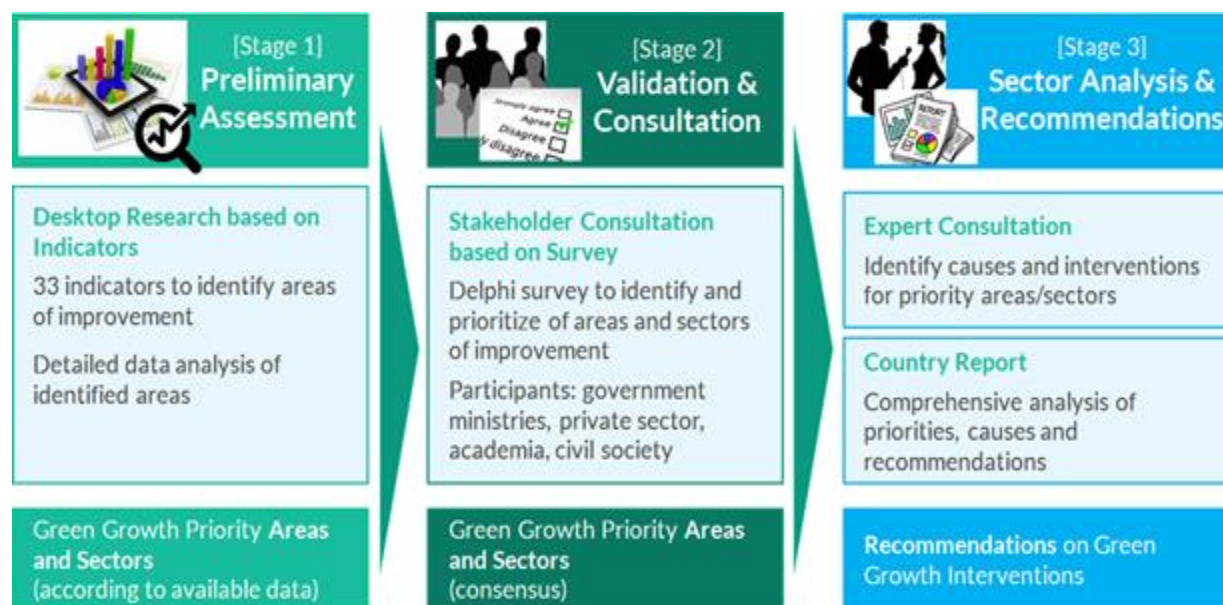 [Stage 1]
Preliminary
Assessment
Desktop Research based on
Indicators
33 indicators to identify areas
of improvement
Detailed data analysis of
identified areas
Green Growth Priority Areas
and Sectors
(according to available data)
[Stage 2]
Validation &
Consultation
Strongly agree
Agree
Disagree
ly disagree
Stakeholder Consultation
based on Survey
Delphi survey to identify and
prioritize of areas and sectors
of improvement
Participants: government
ministries, private sector,
academia, civil society
Green Growth Priority Areas
and Sectors
(consensus)
[Stage 3]
Sector Analysis &
Recommendations
REPORT
Expert Consultation
Identify causes and interventions
for priority areas/sectors
Country Report
Comprehensive analysis of
priorities, causes and
recommendations
Recommendations on Green
Growth Interventions